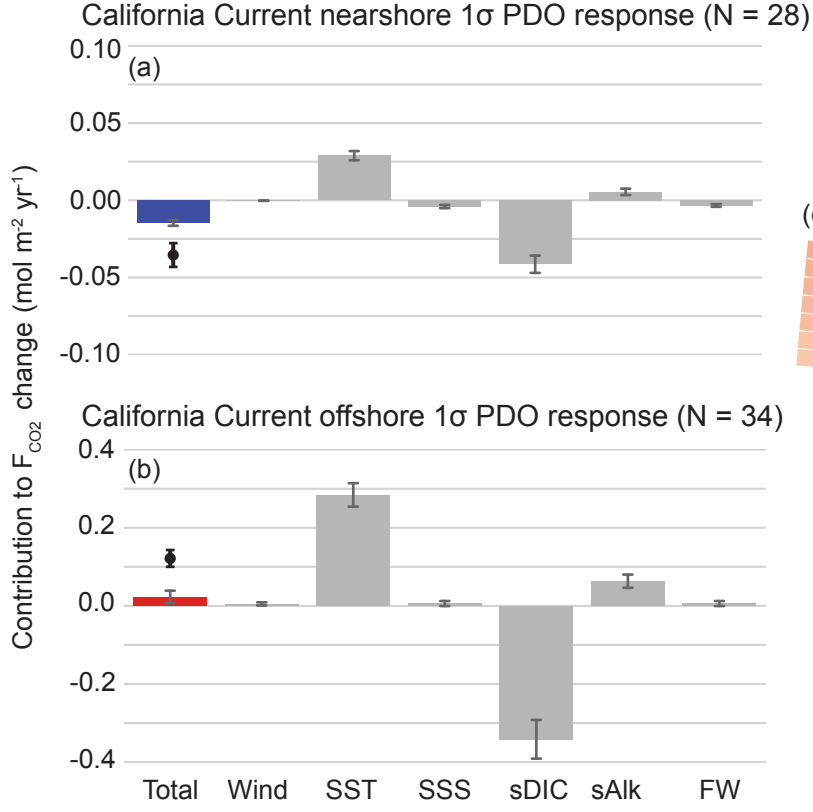 California Current nearshore 1σ PDO response (N = 28)
0.10
(a)
0.05
0.00
-0.05
-0.10
California Current offshore 1σ PDO response (N = 34)
0.4
(b)
0.2
0.0
-0.2
-0.4
Total Wind SST SSS sDIC sAlk FW
Contribution to F_CO2 change (mol m⁻² yr⁻¹)